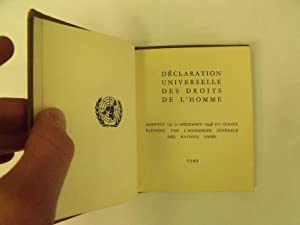 DÉCLARATION
UNIVERSELLE
DES DROITS
DE L'HOMME
ADOPTÉE LE 10 DÉCEMBRE 1948 EN SÉANCE
PLÉNIÈRE PAR L'ASSEMBLÉE GÉNÉRALE
DES NATIONS UNIES
1949